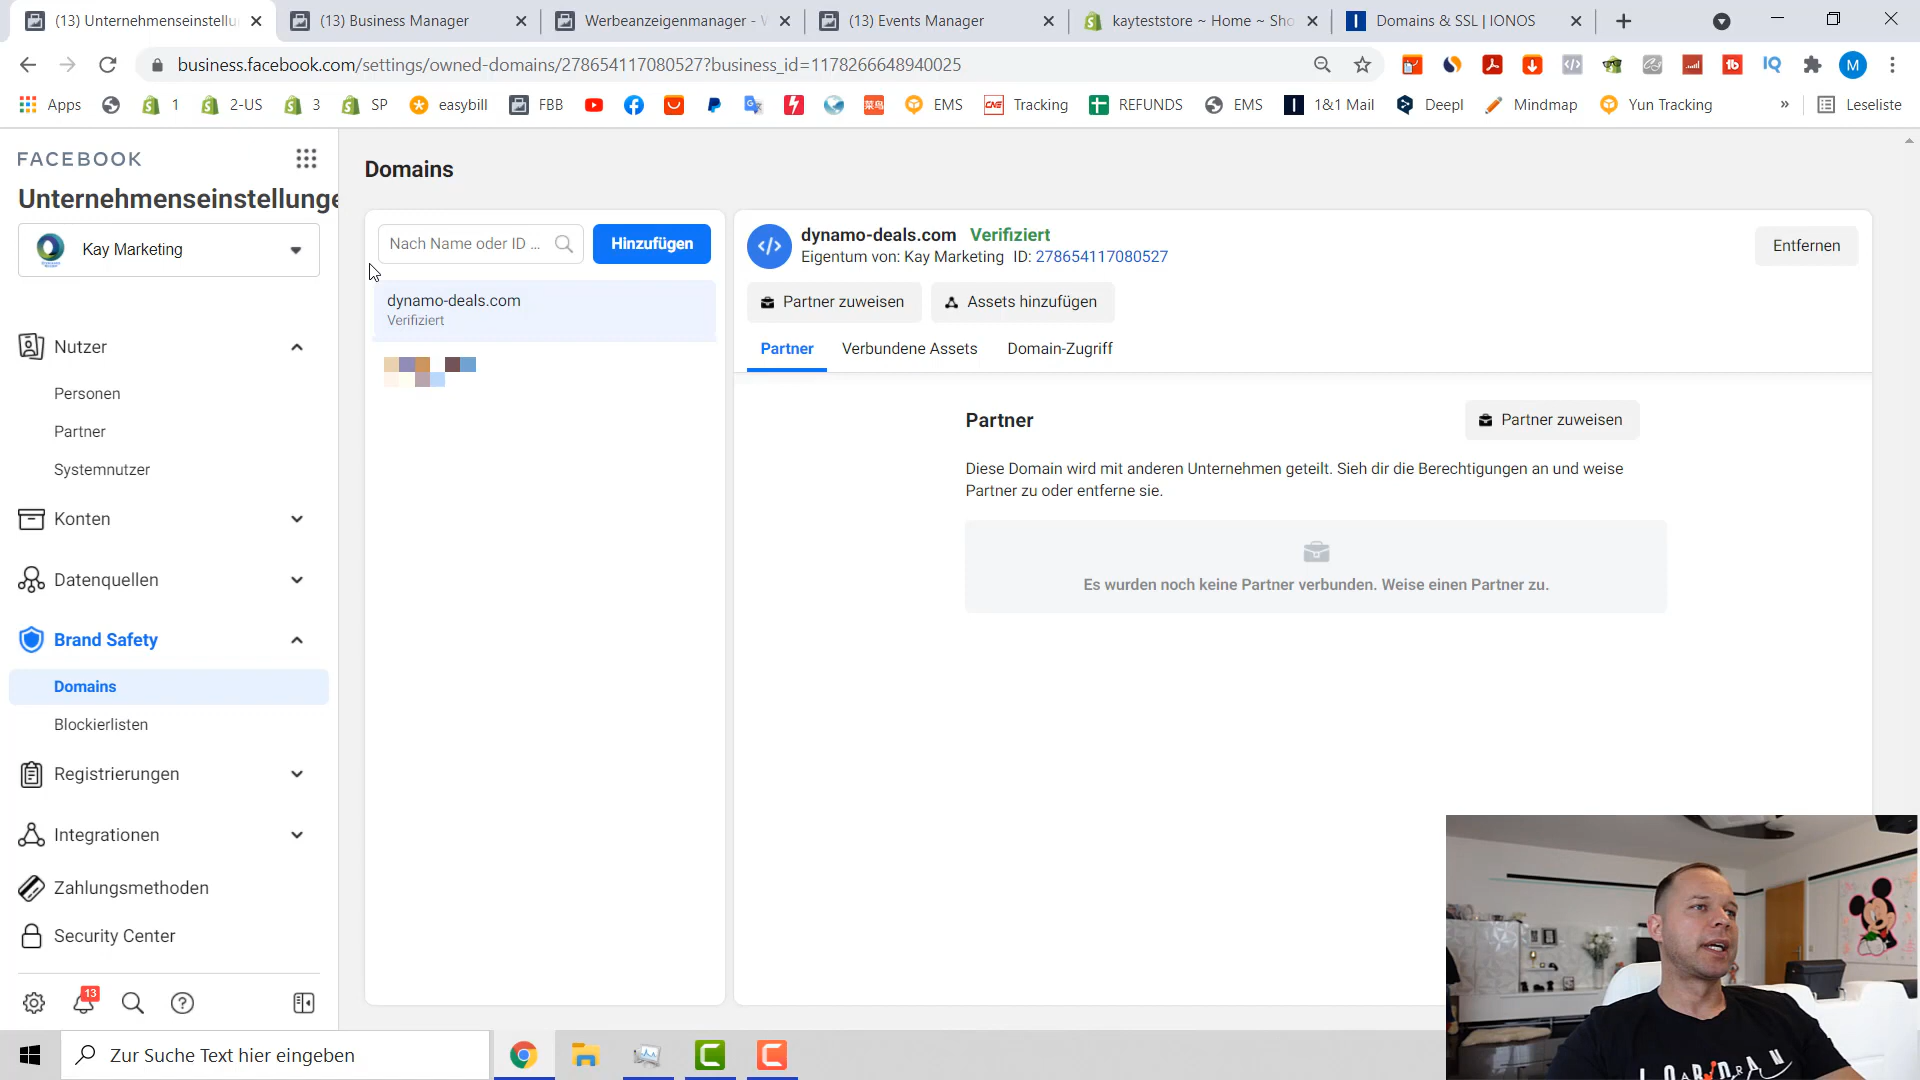 (13) Unternehmenseinstellu
(13) Business Manager
Werbeanzeigenmanager -
(13) Events Manager
kayteststore ~ Home ~ Sho
Domains & SSL | IONOS
business.facebook.com/settings/owned-domains/278654117080527?business_id=1178266648940025
M
Apps
1
2-US
3
SP
easybill
FBB
EMS
Tracking
REFUNDS
EMS
1&1 Mail
Deepl
Mindmap
Yun Tracking
»
Leseliste
FACEBOOK
Unternehmenseinstellunge
Kay Marketing
Nutzer
Personen
Partner
Systemnutzer
Konten
Datenquellen
Brand Safety
Domains
Blockierlisten
Registrierungen
Integrationen
Zahlungsmethoden
Security Center
13
Domains
Nach Name oder ID ...
Hinzufügen
dynamo-deals.com
Verifiziert
dynamo-deals.com Verifiziert
Eigentum von: Kay Marketing ID: 278654117080527
Entfernen
Partner zuweisen
Assets hinzufügen
Partner
Verbundene Assets
Domain-Zugriff
Partner
Partner zuweisen
Diese Domain wird mit anderen Unternehmen geteilt. Sieh dir die Berechtigungen an und weise
Partner zu oder entferne sie.
Es wurden noch keine Partner verbunden. Weise einen Partner zu.
Zur Suche Text hier eingeben